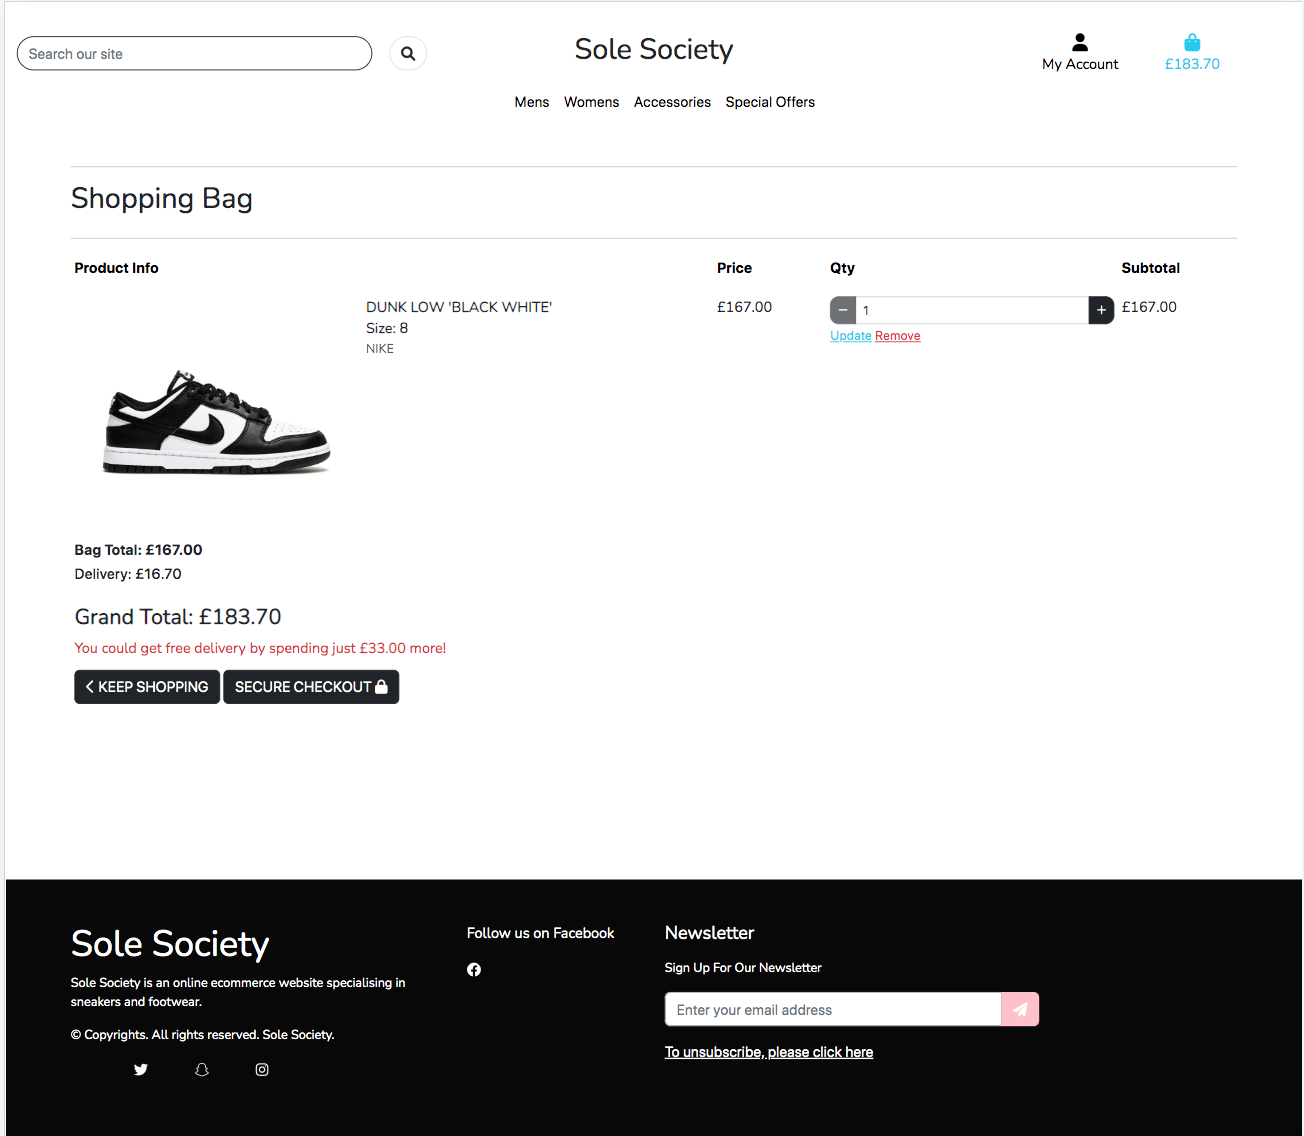 Search our site
Sole Society
My Account
£183.70
Mens Womens Accessories Special Offers
Shopping Bag
Product Info Price Qty Subtotal
DUNK LOW 'BLACK WHITE' £167.00 − 1 + £167.00
Size: 8
Update Remove
NIKE
Bag Total: £167.00
Delivery: £16.70
Grand Total: £183.70
You could get free delivery by spending just £33.00 more!
KEEP SHOPPING SECURE CHECKOUT
Sole Society
Sole Society is an online ecommerce website specialising in
sneakers and footwear.
© Copyrights. All rights reserved. Sole Society.
Follow us on Facebook
Newsletter
Sign Up For Our Newsletter
Enter your email address
To unsubscribe, please click here